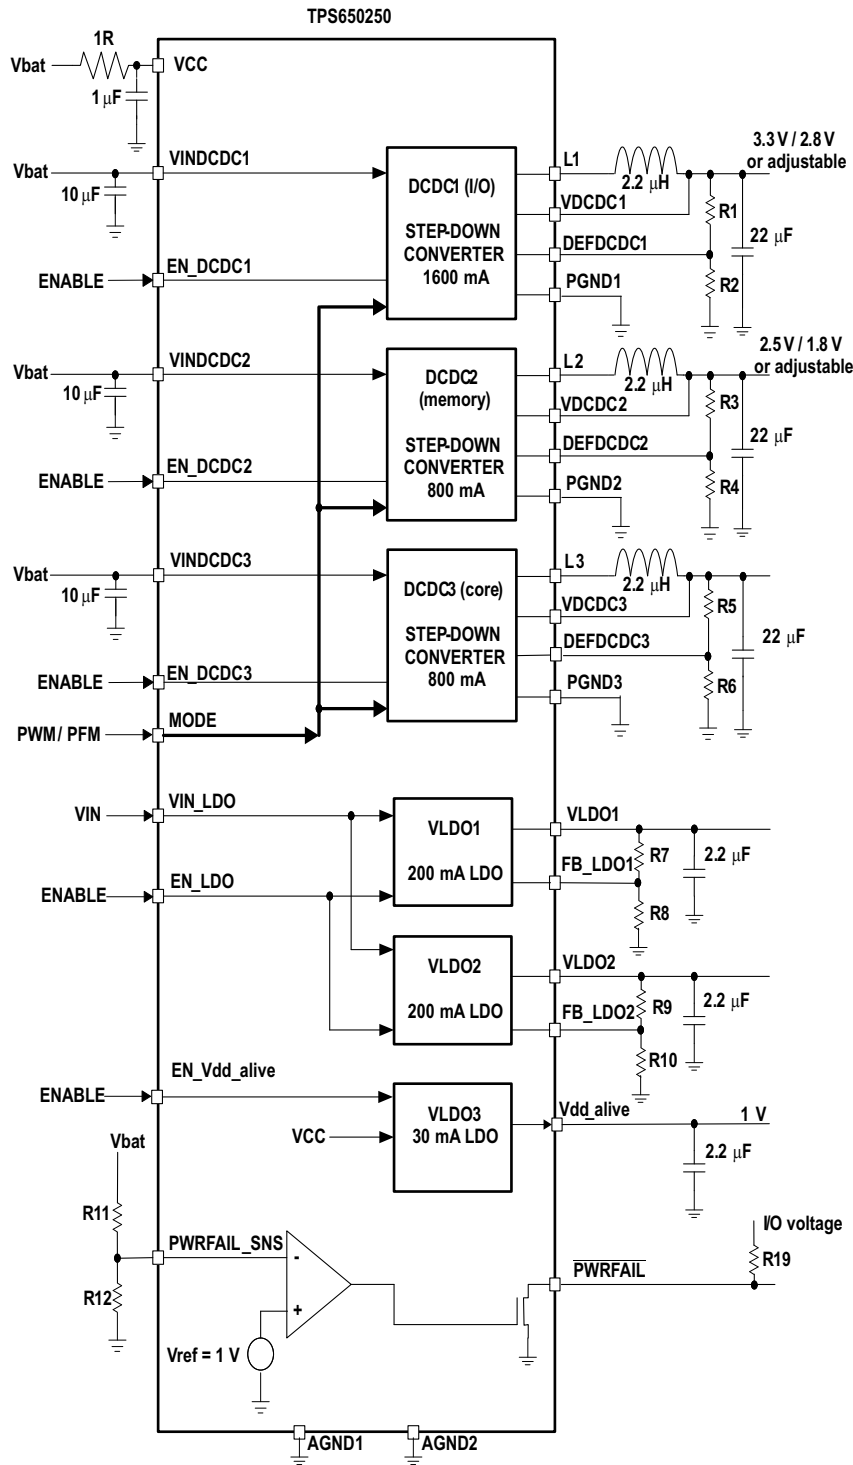 TPS650250
1R
Vbat
VCC
1 µF
Vbat
VINDCDC1
10 µF
ENABLE
EN_DCDC1
DCDC1 (I/O)
STEP-DOWN
CONVERTER
1600 mA
L1
2.2 µH
VDCDC1
DEFDCDC1
PGND1
3.3 V / 2.8 V
or adjustable
R1
R2
22 µF
Vbat
VINDCDC2
10 µF
ENABLE
EN_DCDC2
DCDC2
(memory)
STEP-DOWN
CONVERTER
800 mA
L2
2.2 µH
VDCDC2
DEFDCDC2
PGND2
2.5 V / 1.8 V
or adjustable
R3
R4
22 µF
Vbat
VINDCDC3
10 µF
ENABLE
EN_DCDC3
PWM / PFM
MODE
DCDC3 (core)
STEP-DOWN
CONVERTER
800 mA
L3
2.2 µH
VDCDC3
DEFDCDC3
PGND3
R5
R6
22 µF
VIN
VIN_LDO
ENABLE
EN_LDO
VLDO1
200 mA LDO
VLDO1
FB_LDO1
R7
R8
2.2 µF
VLDO2
200 mA LDO
VLDO2
FB_LDO2
R9
R10
2.2 µF
ENABLE
EN_Vdd_alive
VCC
VLDO3
30 mA LDO
Vdd_alive
1 V
2.2 µF
Vbat
R11
R12
PWRFAIL_SNS
-
+
Vref = 1 V
PWRFAIL
I/O voltage
R19
AGND1
AGND2